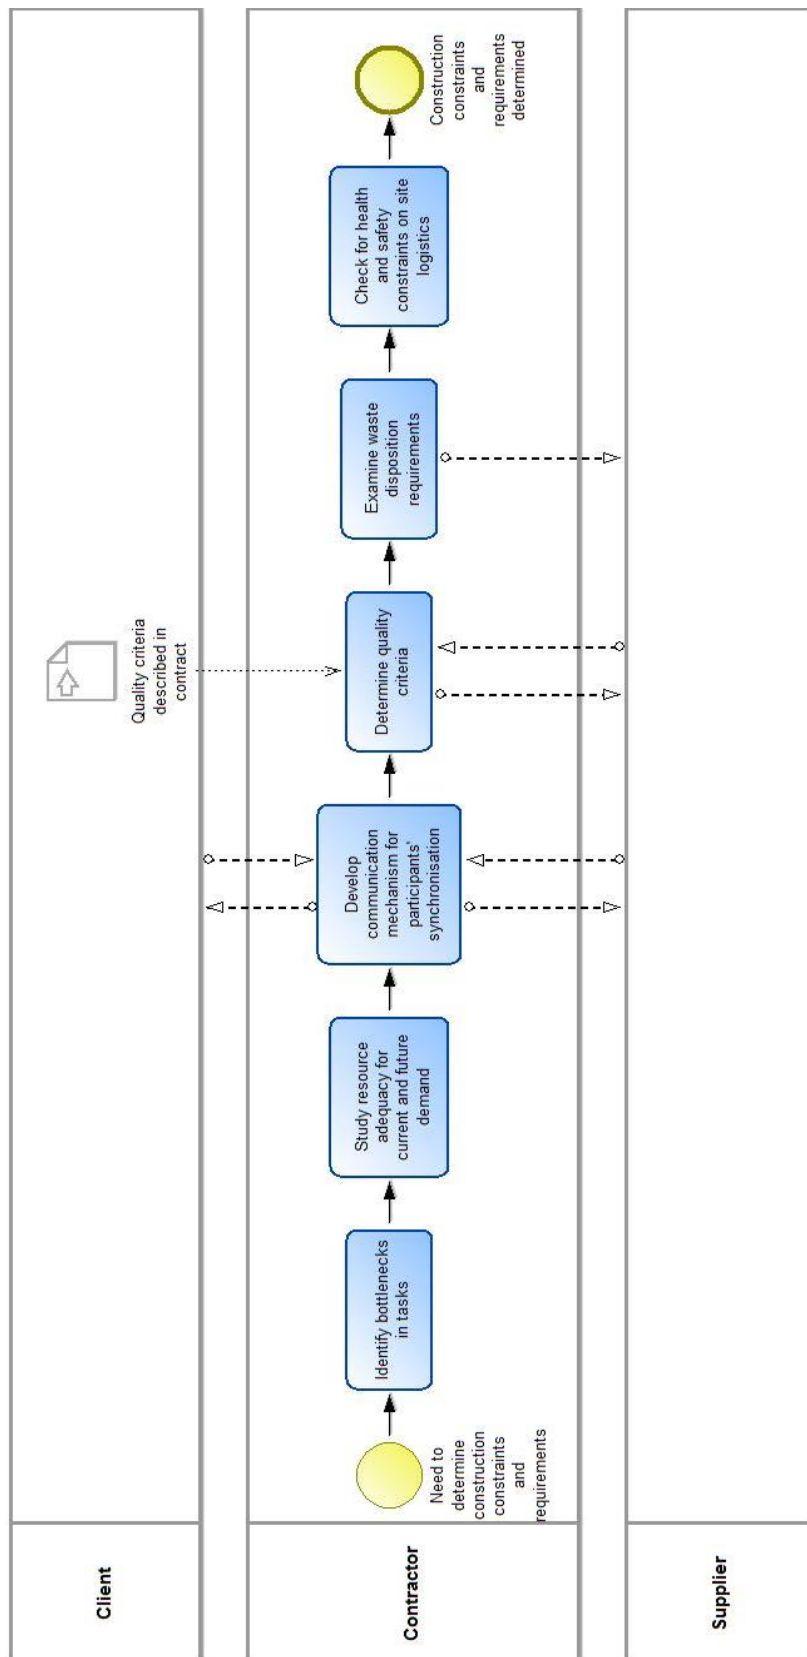 Client
Quality criteria
described in
contract
Contractor
Need to
determine
construction
constraints
and
requirements
Identify bottlenecks
in tasks
Study resource
adequacy for
current and future
demand
Develop
communication
mechanism for
participants'
synchronisation
Determine quality
criteria
Examine waste
disposition
requirements
Check for health
and safety
constraints on site
logistics
Construction
constraints
and
requirements
determined
Supplier